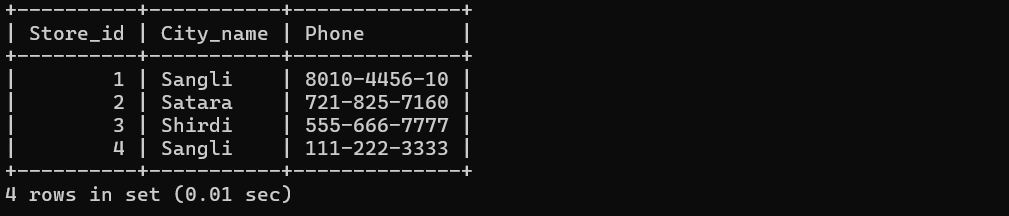 +----------+-----------+--------------+
| Store_id | City_name | Phone        |
+----------+-----------+--------------+
|        1 | Sangli    | 8010-4456-10 |
|        2 | Satara    | 721-825-7160 |
|        3 | Shirdi    | 555-666-7777 |
|        4 | Sangli    | 111-222-3333 |
+----------+-----------+--------------+
4 rows in set (0.01 sec)